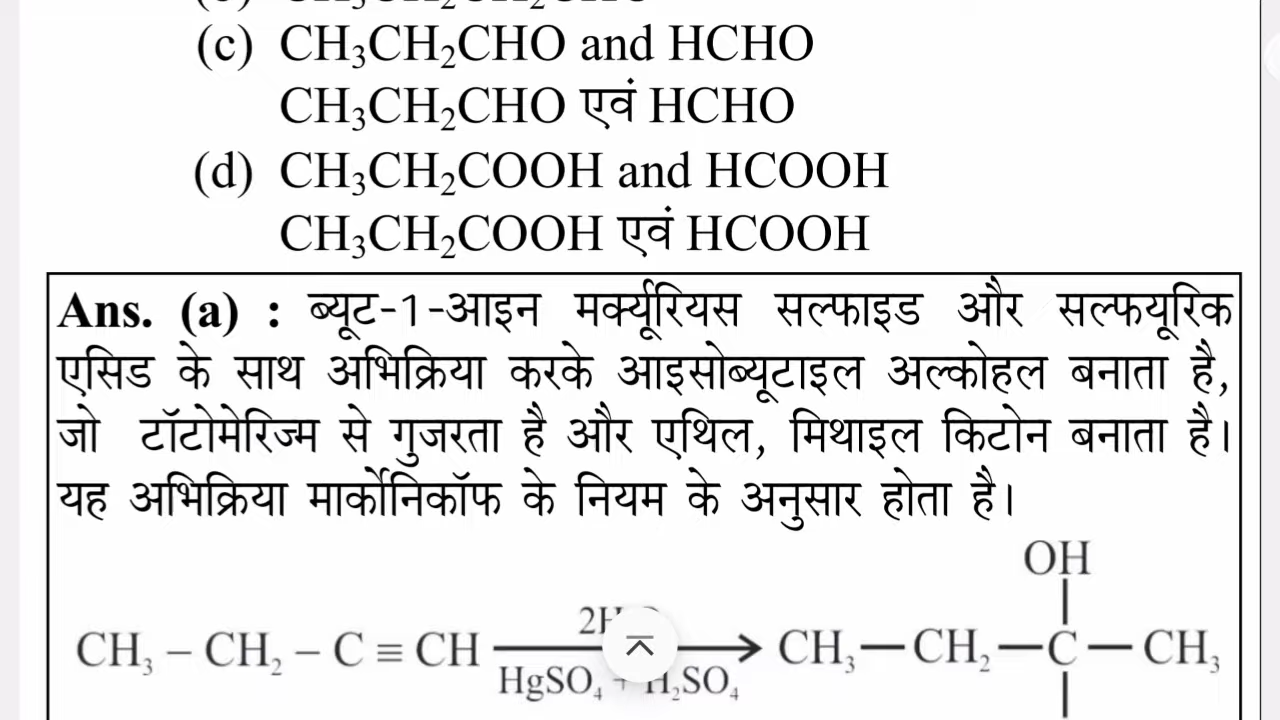 (c) CH₃CH₂CHO and HCHO
CH₃CH₂CHO एवं HCHO
(d) CH₃CH₂COOH and HCOOH
CH₃CH₂COOH एवं HCOOH
Ans. (a) : ब्यूट-1-आइन मर्क्यूरियस सल्फाइड और सल्फयूरिक
एसिड के साथ अभिक्रिया करके आइसोब्यूटाइल अल्कोहल बनाता है,
जो टॉटोमेरिज्म से गुजरता है और एथिल, मिथाइल किटोन बनाता है।
यह अभिक्रिया मार्कोनिकॉफ के नियम के अनुसार होता है।
OH
CH₃ – CH₂ – C ≡ CH HgSO₄ + H₂SO₄ CH₃ — CH₂ — C — CH₃